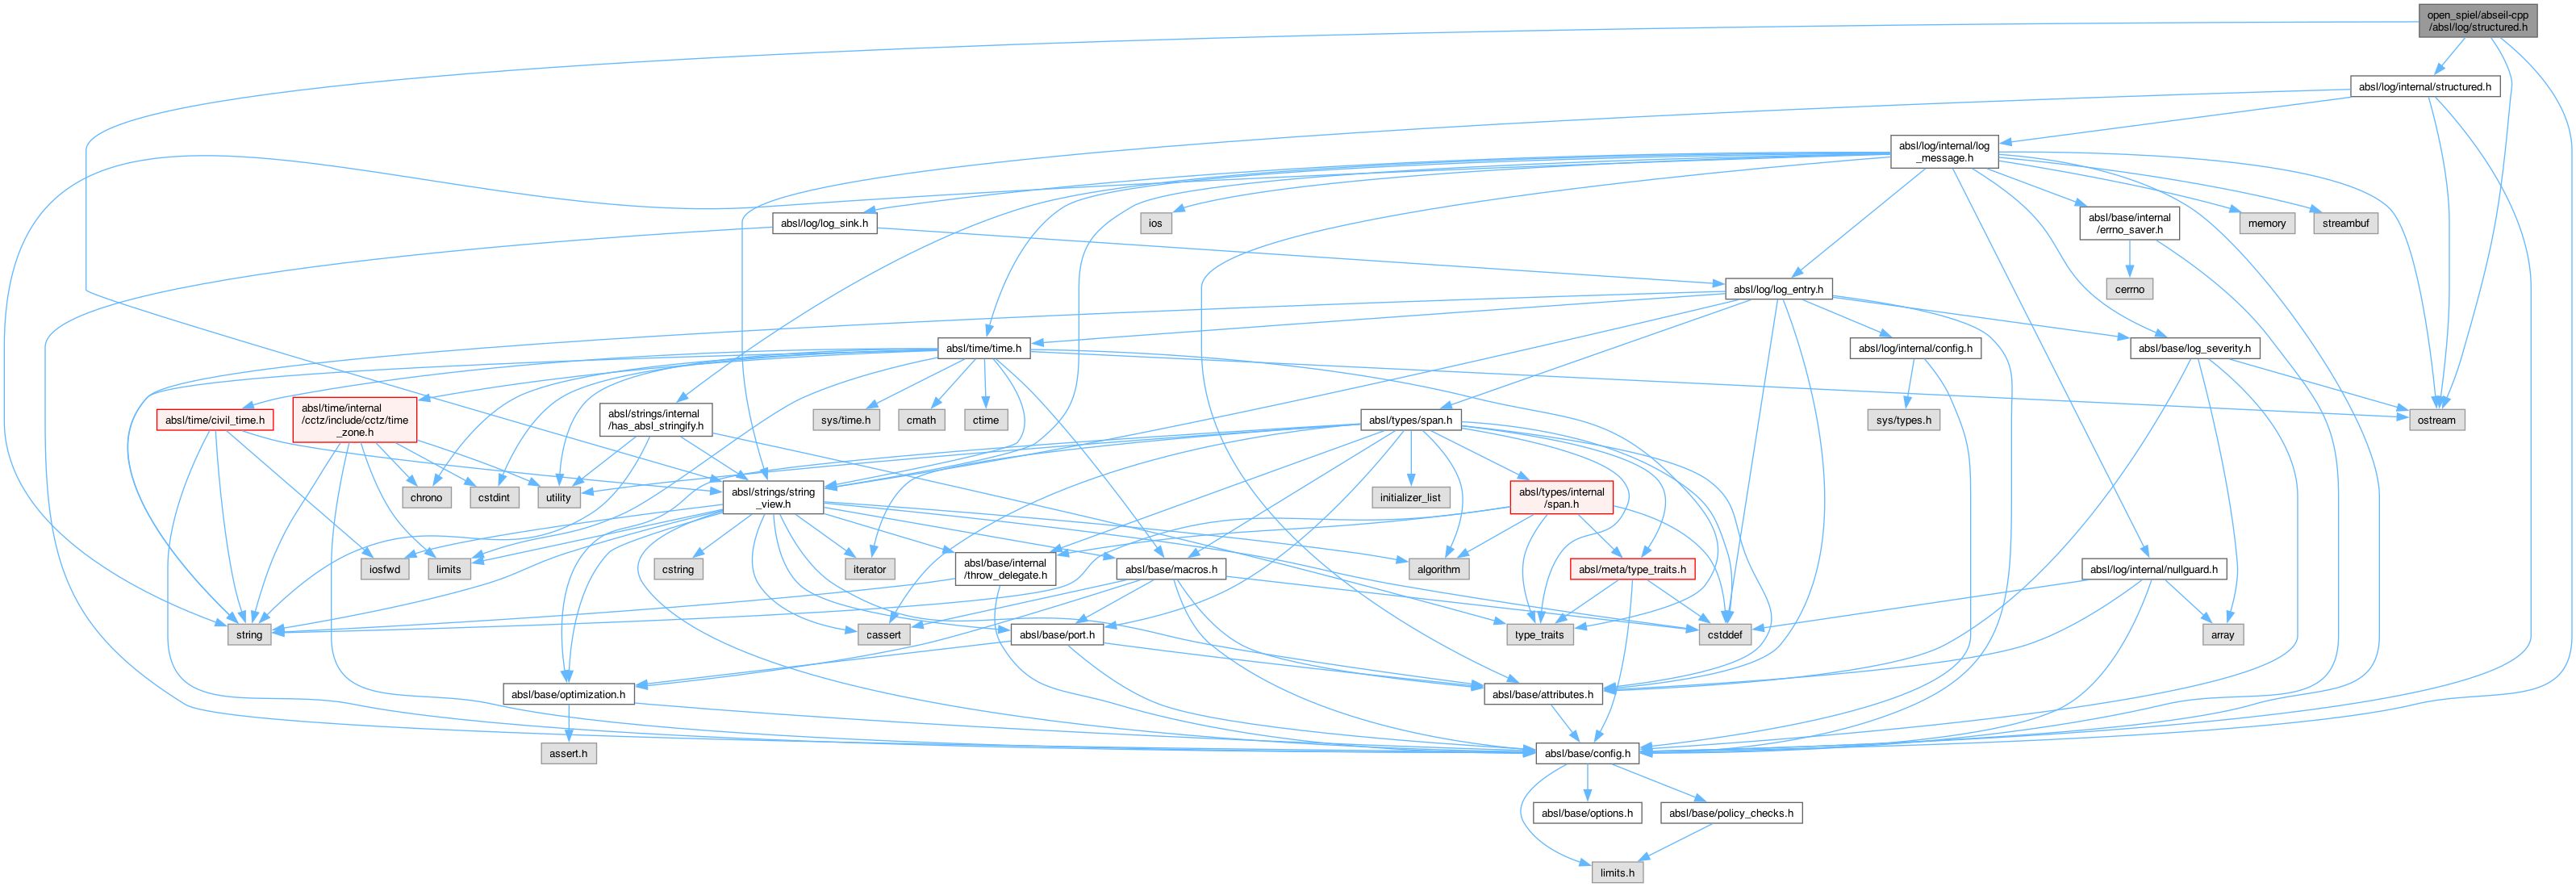 open_spiel/abseil-cpp
/absl/log/structured.h
absl/log/internal/structured.h
absl/log/internal/log
_message.h
absl/log/log_sink.h
ios
absl/base/internal
/errno_saver.h
memory
streambuf
absl/log/log_entry.h
cerrno
absl/time/time.h
absl/log/internal/config.h
absl/base/log_severity.h
absl/time/civil_time.h
absl/time/internal
/cctz/include/cctz/time
_zone.h
absl/strings/internal
/has_absl_stringify.h
sys/time.h
cmath
ctime
absl/types/span.h
sys/types.h
ostream
chrono
cstdint
utility
absl/strings/string
_view.h
initializer_list
absl/types/internal
/span.h
iosfwd
limits
cstring
iterator
absl/base/internal
/throw_delegate.h
absl/base/macros.h
algorithm
absl/meta/type_traits.h
absl/log/internal/nullguard.h
string
cassert
absl/base/port.h
type_traits
cstddef
array
absl/base/optimization.h
absl/base/attributes.h
assert.h
absl/base/config.h
absl/base/options.h
absl/base/policy_checks.h
limits.h